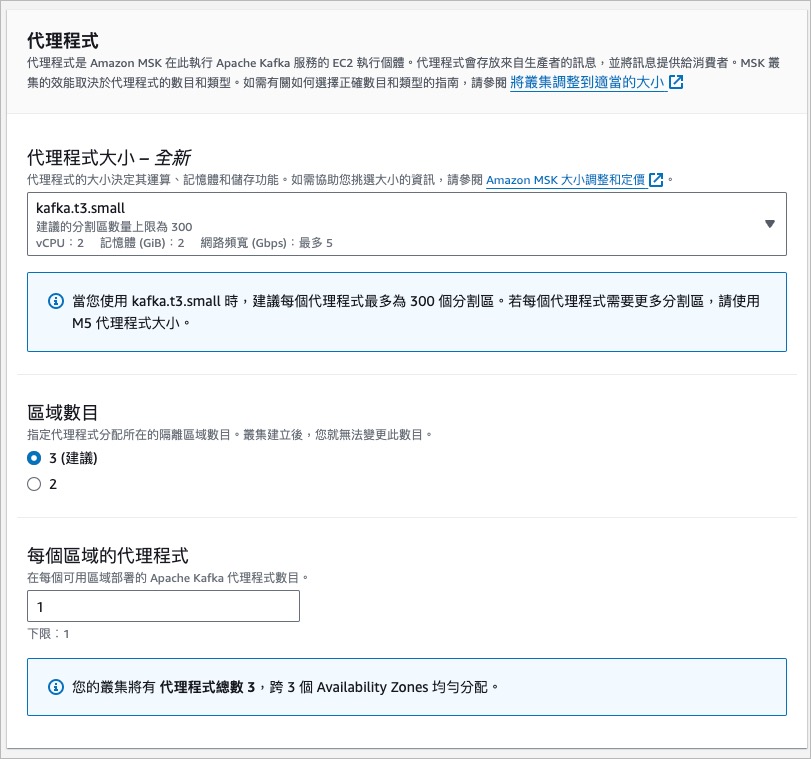 代理程式
代理程式是 Amazon MSK 在此執行 Apache Kafka 服務的 EC2 執行個體。代理程式會存放來自生產者的訊息，並將訊息提供給消費者。MSK 叢
集的效能取決於代理程式的數目和類型。如需有關如何選擇正確數目和類型的指南，請參閱 將叢集調整到適當的大小
代理程式大小 – 全新
代理程式的大小決定其運算、記憶體和儲存功能。如需協助您挑選大小的資訊，請參閱 Amazon MSK 大小調整和定價 。
kafka.t3.small
建議的分割區數量上限為 300
vCPU：2 記憶體 (GiB)：2 網路頻寬 (Gbps)：最多 5
當您使用 kafka.t3.small 時，建議每個代理程式最多為 300 個分割區。若每個代理程式需要更多分割區，請使用
M5 代理程式大小。
區域數目
指定代理程式分配所在的隔離區域數目。叢集建立後，您就無法變更此數目。
3 (建議)
2
每個區域的代理程式
在每個可用區域部署的 Apache Kafka 代理程式數目。
1
下限：1
您的叢集將有 代理程式總數 3，跨 3 個 Availability Zones 均勻分配。